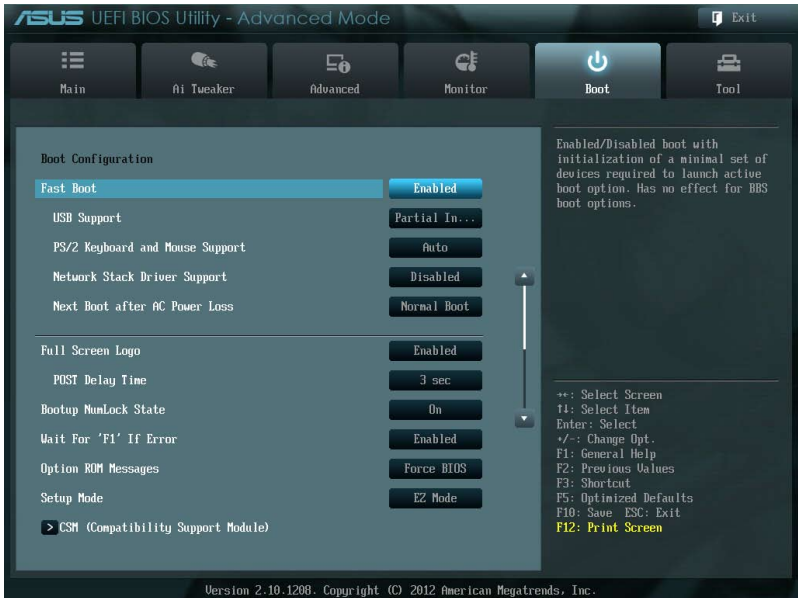 ASUS UEFI BIOS Utility - Advanced Mode
Exit
Main Ai Tweaker Advanced Monitor Boot Tool
Boot Configuration
Fast Boot Enabled
USB Support Partial In...
PS/2 Keyboard and Mouse Support Auto
Network Stack Driver Support Disabled
Next Boot after AC Power Loss Normal Boot
Full Screen Logo Enabled
POST Delay Time 3 sec
Bootup NumLock State On
Wait For 'F1' If Error Enabled
Option ROM Messages Force BIOS
Setup Mode EZ Mode
> CSM (Compatibility Support Module)
Enabled/Disabled boot with
initialization of a minimal set of
devices required to launch active
boot option. Has no effect for BBS
boot options.
→←: Select Screen
↑↓: Select Item
Enter: Select
+/-: Change Opt.
F1: General Help
F2: Previous Values
F3: Shortcut
F5: Optimized Defaults
F10: Save ESC: Exit
F12: Print Screen
Version 2.10.1208. Copyright (C) 2012 American Megatrends, Inc.